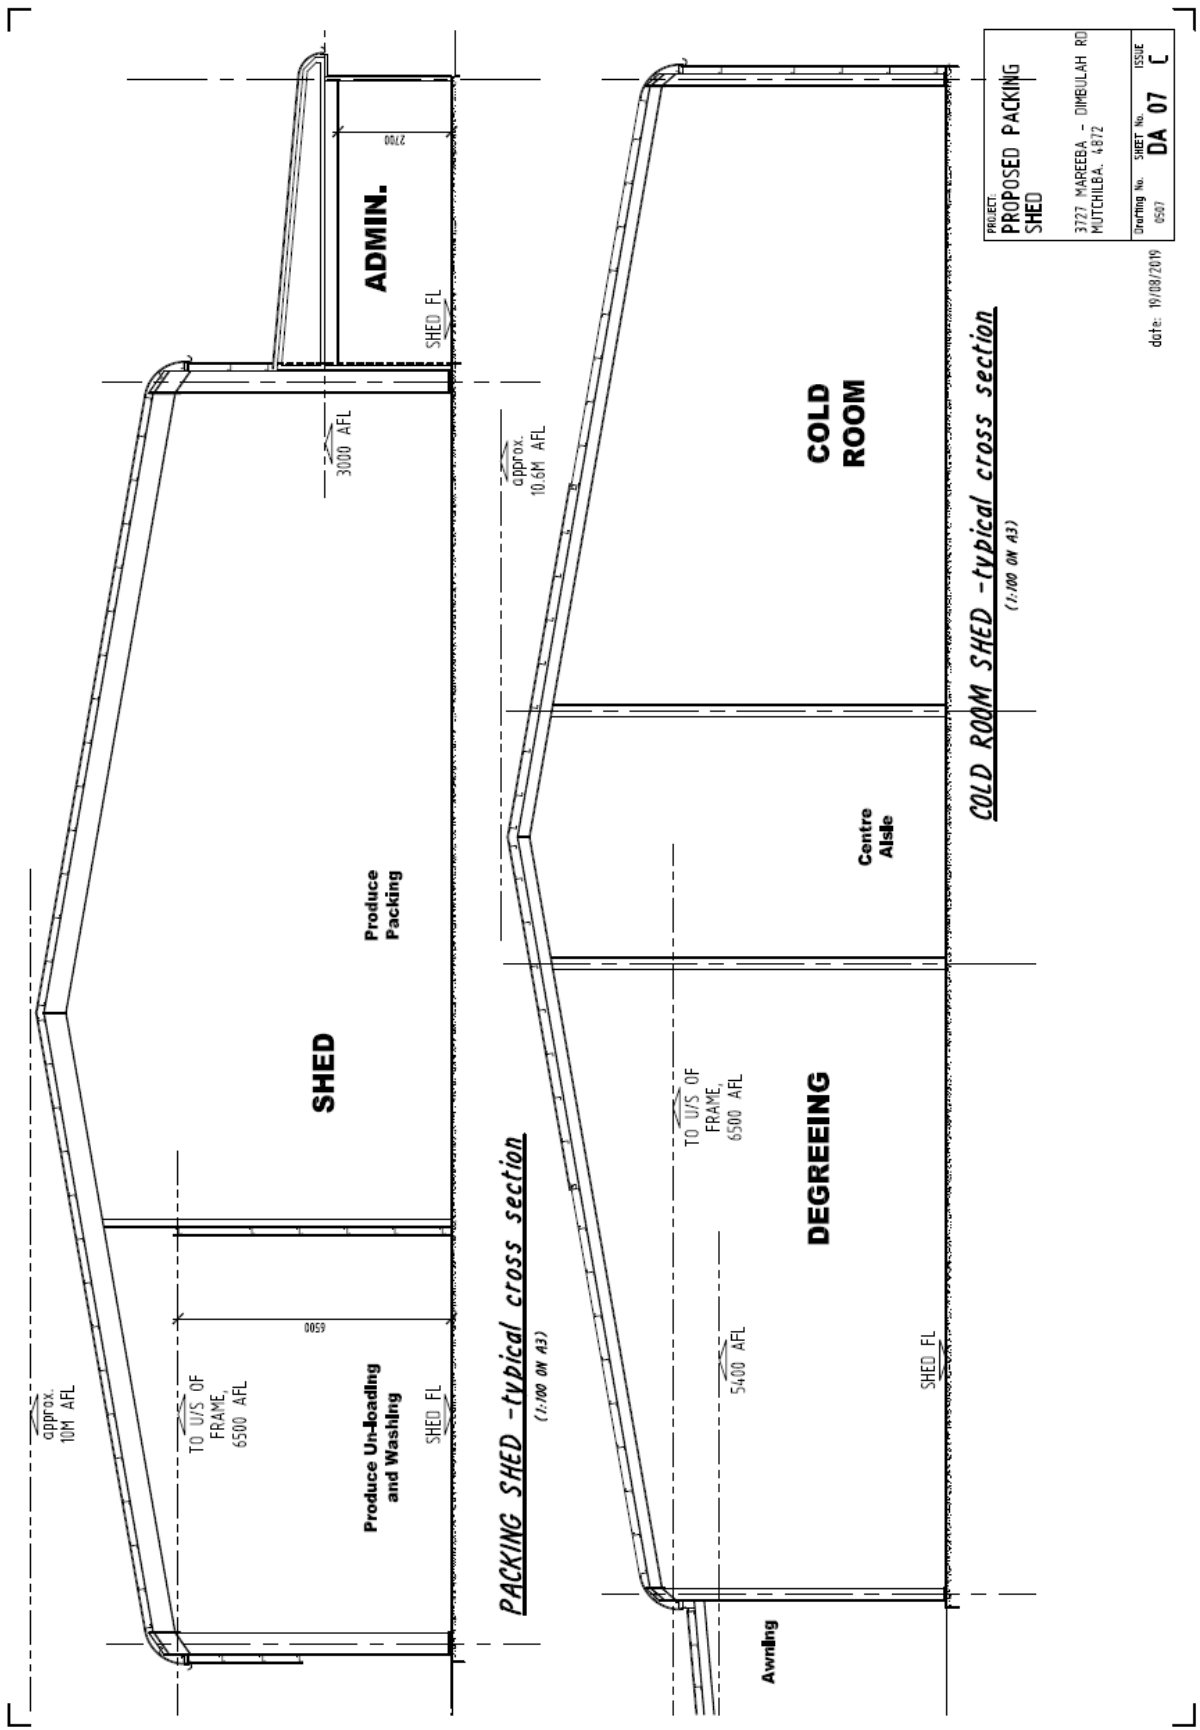 approx.
10M AFL
TO U/S OF
FRAME,
6500 AFL
6500
Produce Un-loading
and Washing
SHED FL
SHED
Produce
Packing
3000 AFL
2700
ADMIN.
SHED FL
PACKING SHED -typical cross section
(1:100 ON A3)
approx.
10.6M AFL
TO U/S OF
FRAME,
6500 AFL
5400 AFL
Awning
DEGREEING
SHED FL
Centre
Aisle
COLD
ROOM
COLD ROOM SHED -typical cross section
(1:100 ON A3)
PROJECT:
PROPOSED PACKING
SHED
3727 MAREEBA - DIMBULAH RD
MUTCHILBA. 4872
Drafting No. SHEET No. ISSUE
0507 DA 07 C
date: 19/08/2019